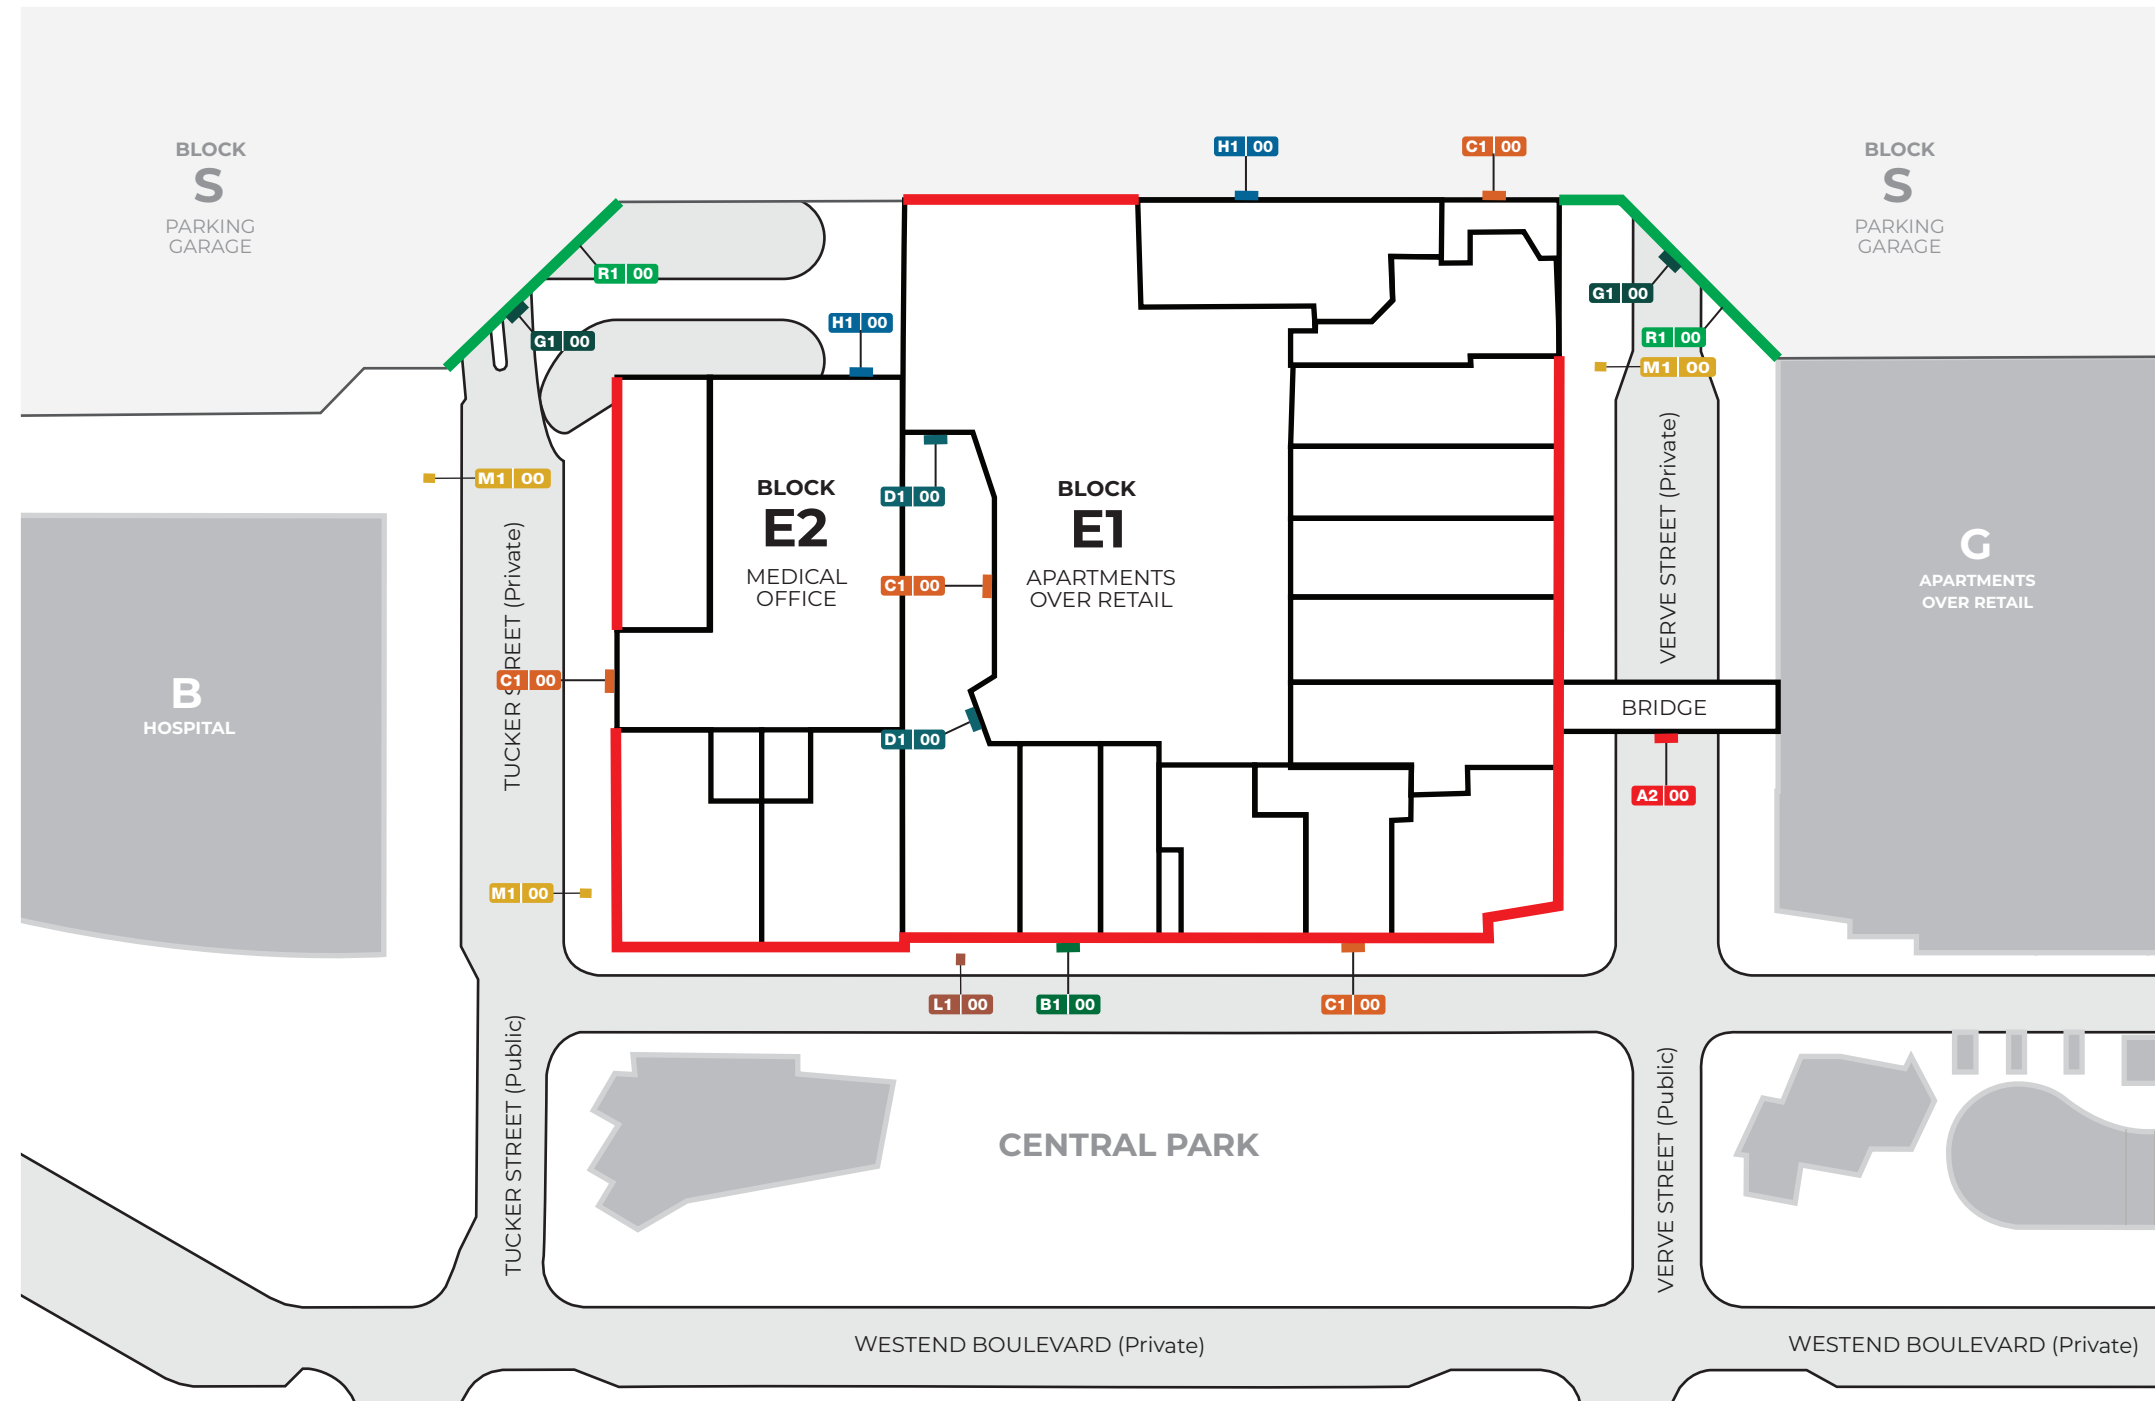 BLOCK
S
PARKING
GARAGE
H1 00
C1 00
BLOCK
S
PARKING
GARAGE
R1 00
G1 00
H1 00
G1 00
R1 00
M1 00
M1 00
BLOCK
E2
MEDICAL
OFFICE
D1 00
C1 00
D1 00
BLOCK
E1
APARTMENTS
OVER RETAIL
VERVE STREET (Private)
G
APARTMENTS
OVER RETAIL
TUCKER STREET (Private)
C1 00
B
HOSPITAL
BRIDGE
A2 00
M1 00
L1 00
B1 00
C1 00
TUCKER STREET (Public)
CENTRAL PARK
VERVE STREET (Public)
WESTEND BOULEVARD (Private)
WESTEND BOULEVARD (Private)